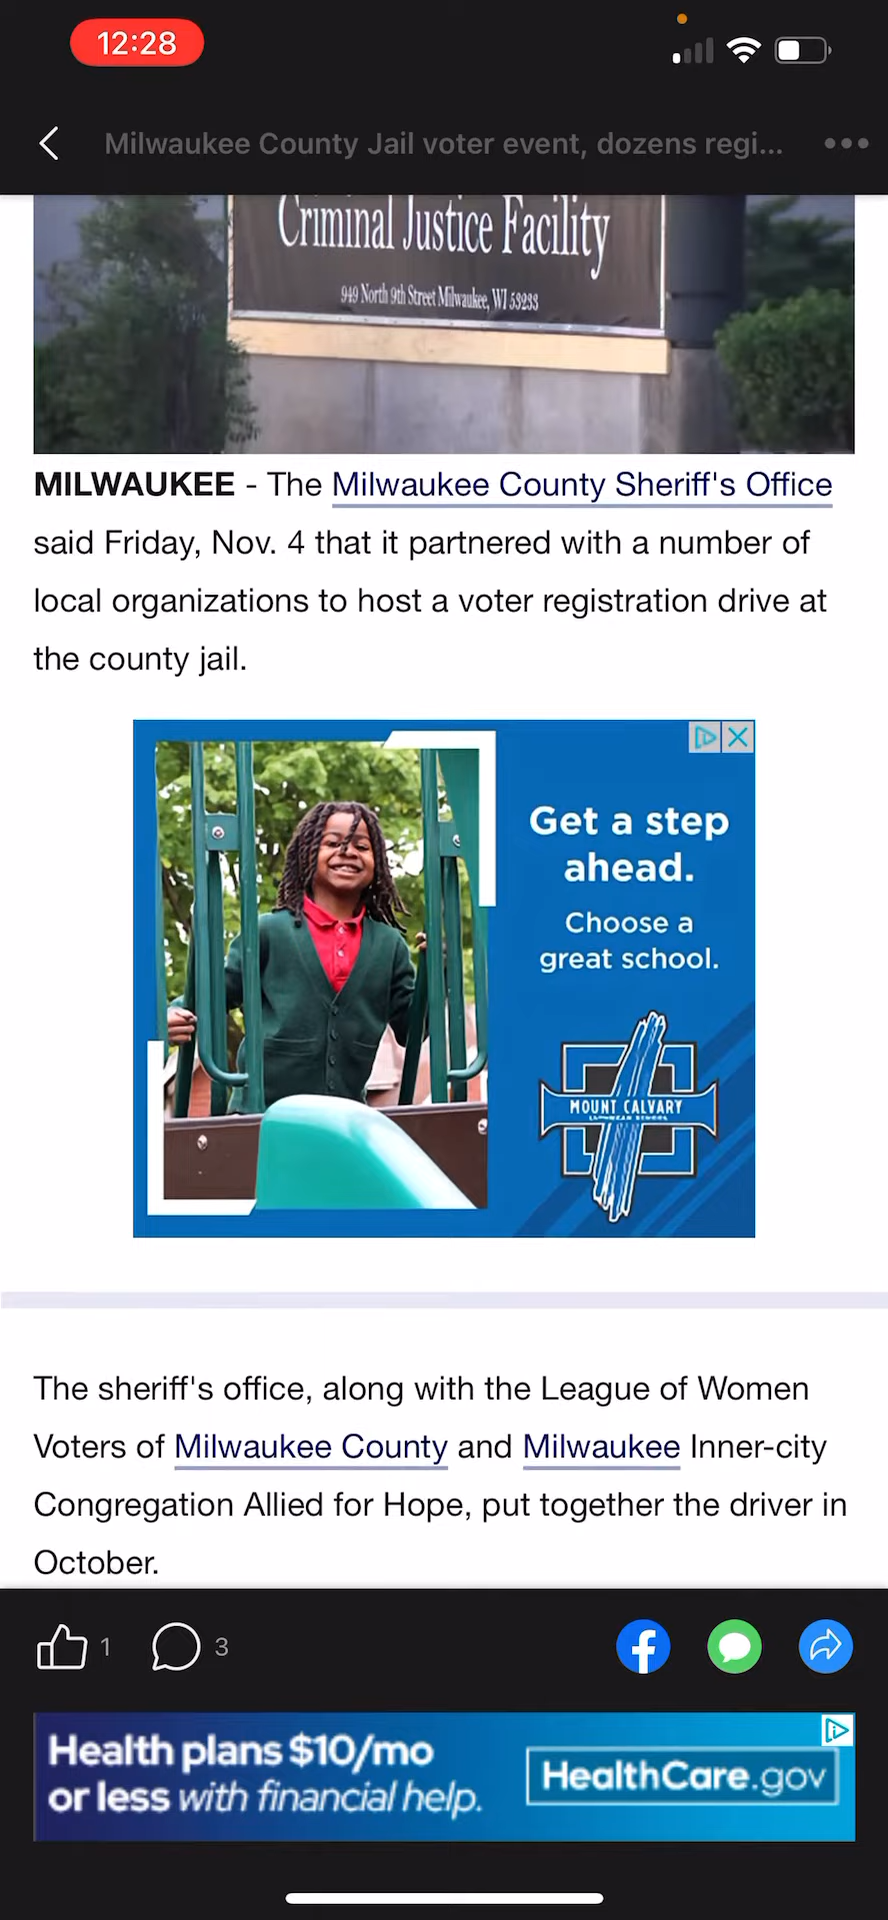 12:28
Milwaukee County Jail voter event, dozens regi...
Criminal Justice Facility
949 North 9th Street Milwaukee, WI 53233
MILWAUKEE - The Milwaukee County Sheriff's Office
said Friday, Nov. 4 that it partnered with a number of
local organizations to host a voter registration drive at
the county jail.
Get a step
ahead.
Choose a
great school.
MOUNT CALVARY
LUTHERAN SCHOOL
The sheriff's office, along with the League of Women
Voters of Milwaukee County and Milwaukee Inner-city
Congregation Allied for Hope, put together the driver in
October.
1
3
Health plans $10/mo
or less with financial help.
HealthCare.gov